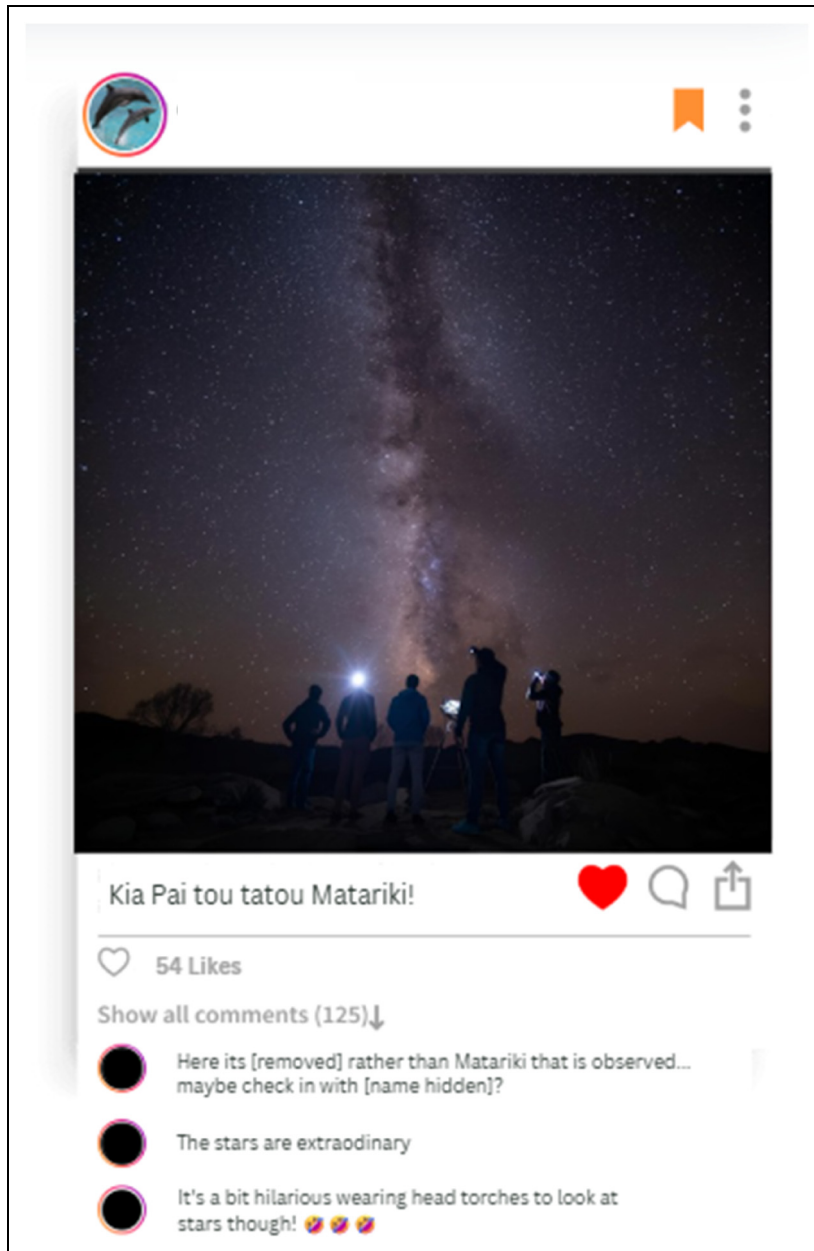 Kia Pai tou tatou Matariki!
54 Likes
Show all comments (125)↓
Here its [removed] rather than Matariki that is observed...
maybe check in with [name hidden]?
The stars are extraodinary
It's a bit hilarious wearing head torches to look at
stars though! 🤣 🤣 🤣